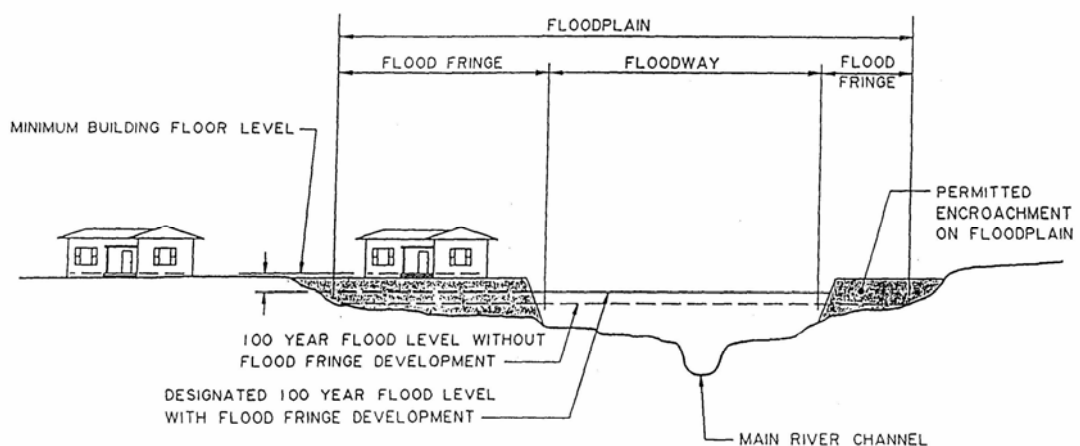 FLOODPLAIN
FLOOD FRINGE
FLOODWAY
FLOOD
FRINGE
MINIMUM BUILDING FLOOR LEVEL
PERMITTED
ENCROACHMENT
ON FLOODPLAIN
100 YEAR FLOOD LEVEL WITHOUT
FLOOD FRINGE DEVELOPMENT
DESIGNATED 100 YEAR FLOOD LEVEL
WITH FLOOD FRINGE DEVELOPMENT
MAIN RIVER CHANNEL